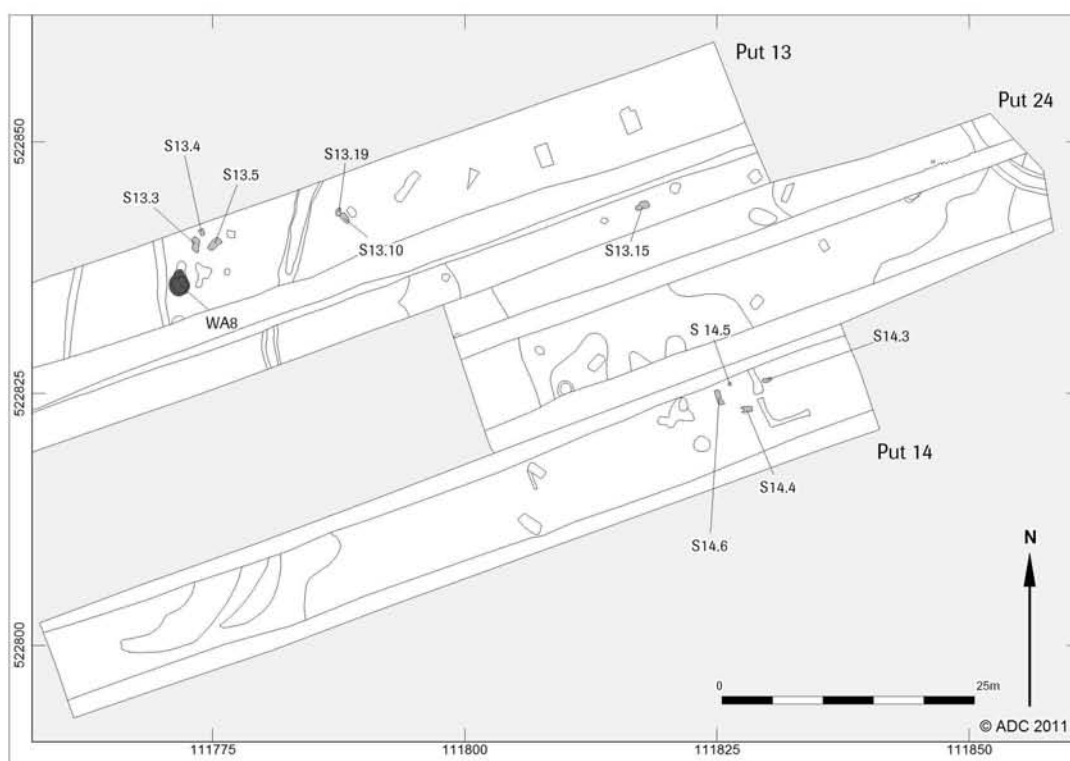 Put 13
Put 24
522850
S13.4
S13.19
S13.5
S13.3
S13.10
S13.15
WA8
S 14.5
S14.3
522825
Put 14
S14.4
S14.6
N
522800
0
25m
© ADC 2011
111775
111800
111825
111850